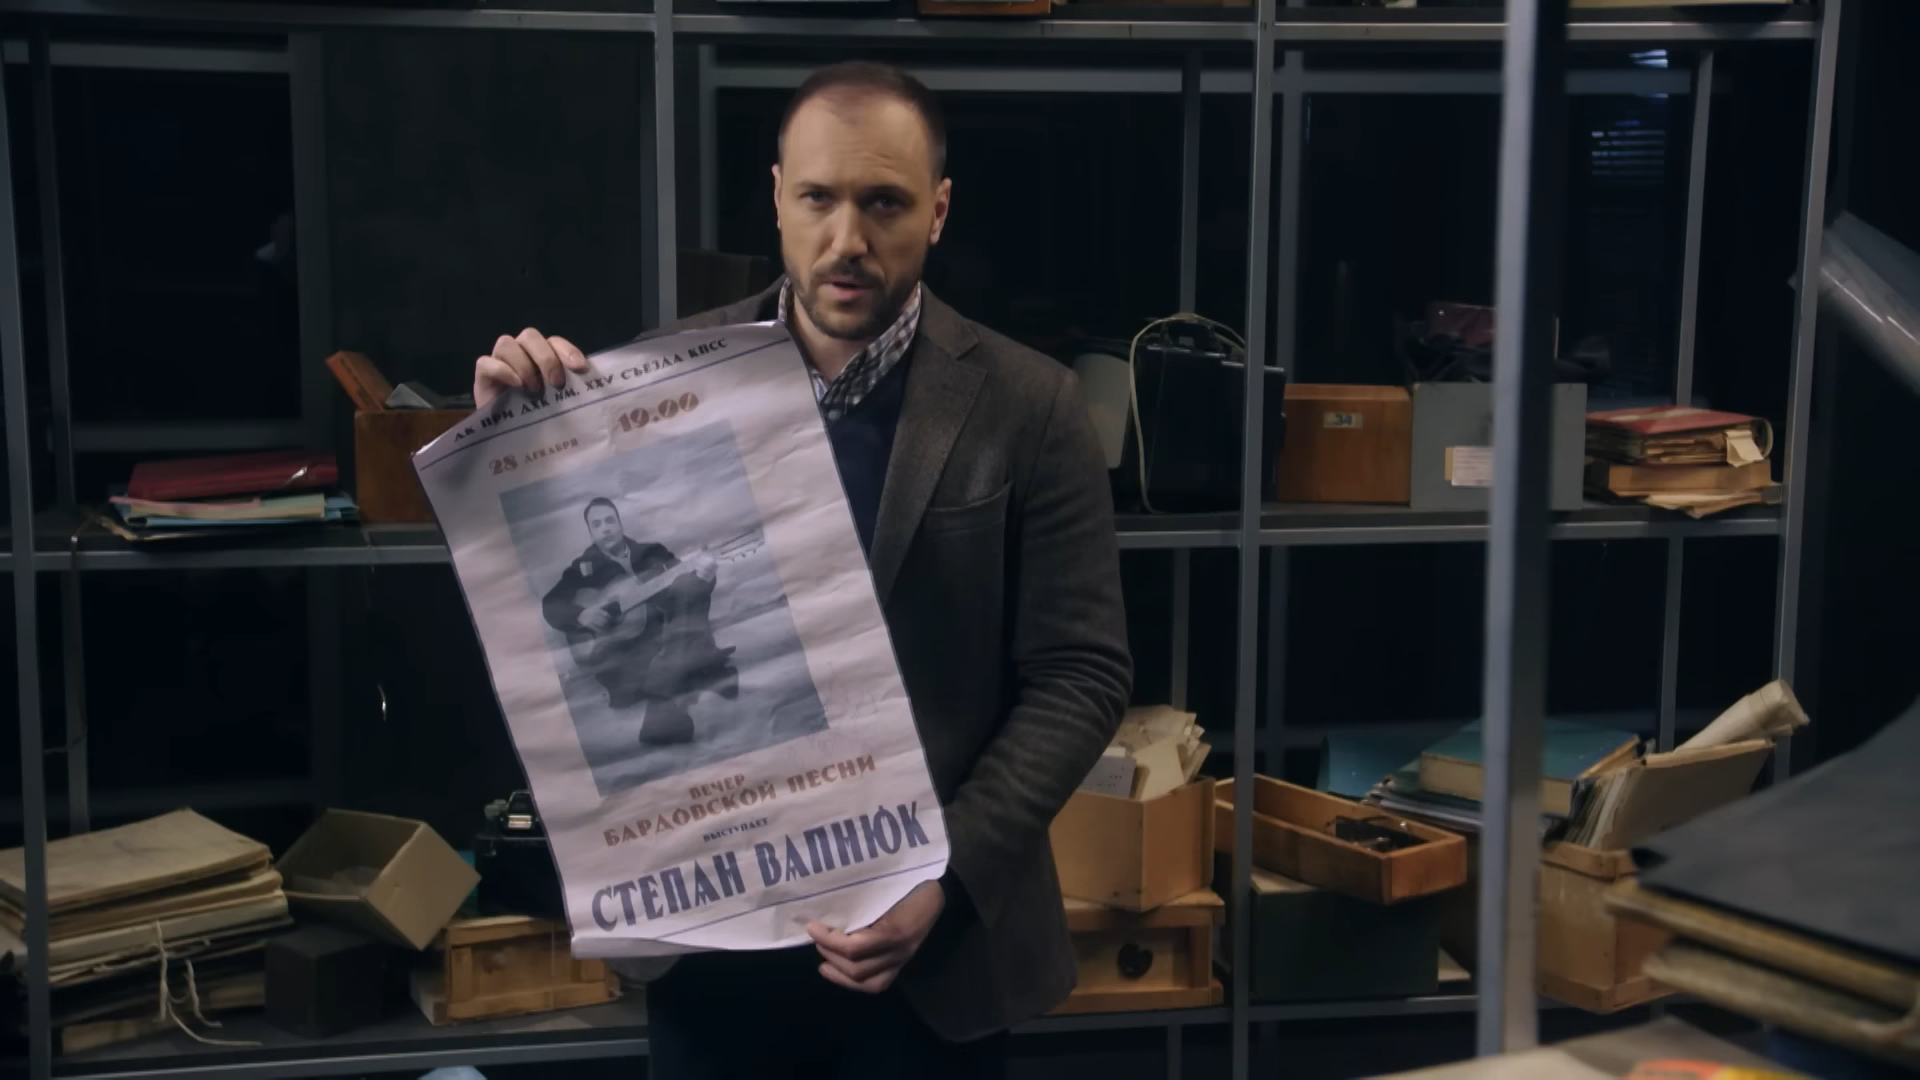 ДК ПРИ ДХК ИМ. XXV СЪЕЗДА КПСС
28 ДЕКАБРЯ 19.00
ВЕЧЕР
БАРДОВСКОЙ ПЕСНИ
ВЫСТУПАЕТ
СТЕПАН ВАПНЮК